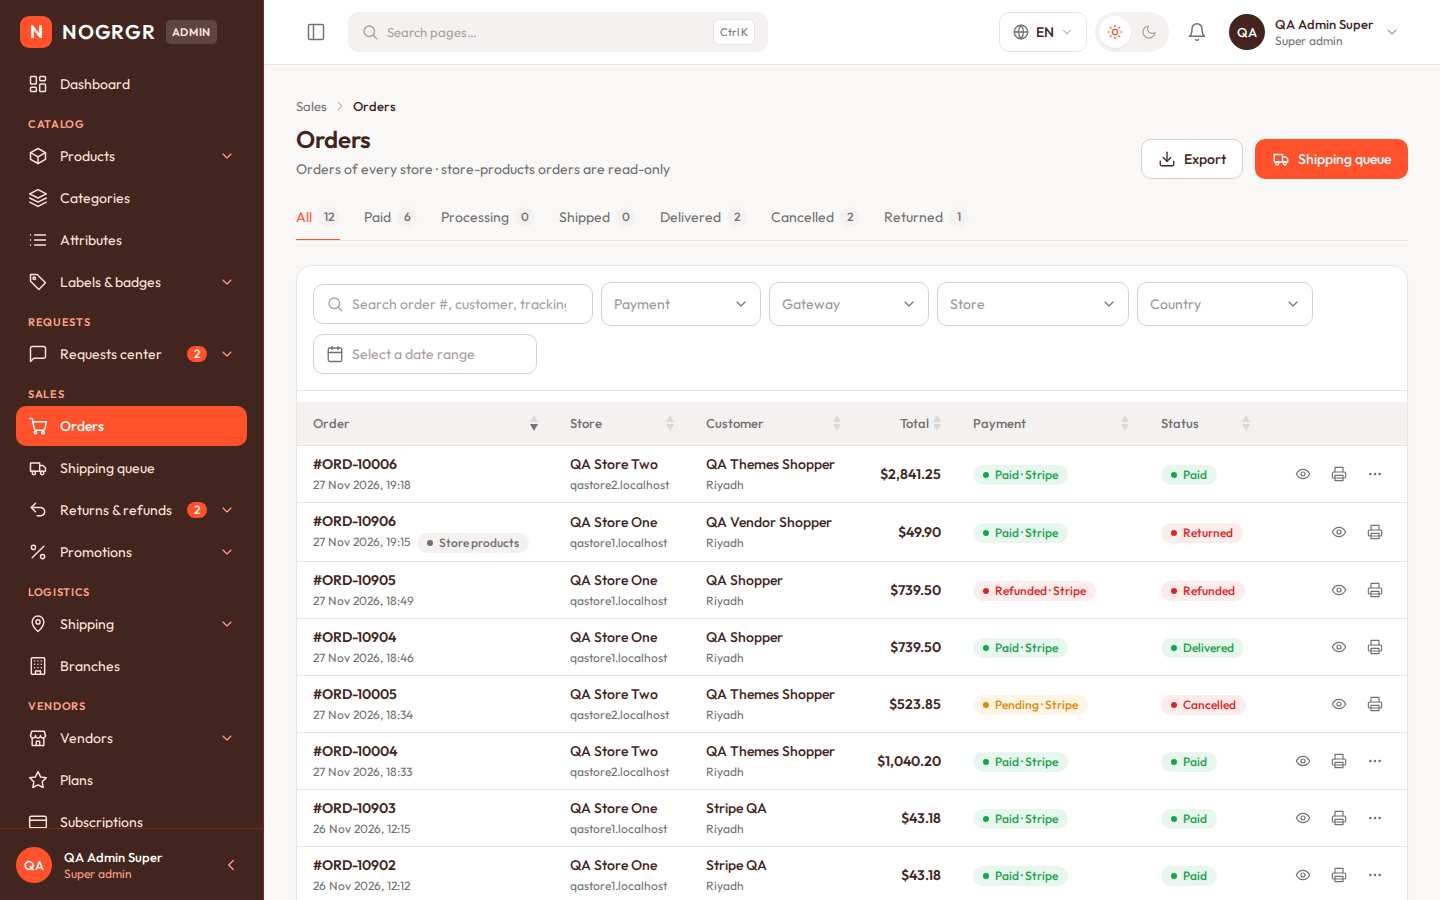 N NOGRGR ADMIN
Search pages...
Ctrl K
EN
QA
QA Admin Super
Super admin
Dashboard
CATALOG
Products
Categories
Attributes
Labels & badges
REQUESTS
Requests center 2
SALES
Orders
Shipping queue
Returns & refunds 2
Promotions
LOGISTICS
Shipping
Branches
VENDORS
Vendors
Plans
Subscriptions
QA
QA Admin Super
Super admin
Sales > Orders
Orders
Orders of every store · store-products orders are read-only
Export
Shipping queue
All 12 Paid 6 Processing 0 Shipped 0 Delivered 2 Cancelled 2 Returned 1
Search order #, customer, tracking
Payment
Gateway
Store
Country
Select a date range
Order Store Customer Total Payment Status
#ORD-10006 QA Store Two QA Themes Shopper $2,841.25 Paid · Stripe Paid
27 Nov 2026, 19:18 qastore2.localhost Riyadh
#ORD-10906 QA Store One QA Vendor Shopper $49.90 Paid · Stripe Returned
27 Nov 2026, 19:15 Store products qastore1.localhost Riyadh
#ORD-10905 QA Store One QA Shopper $739.50 Refunded · Stripe Refunded
27 Nov 2026, 18:49 qastore1.localhost Riyadh
#ORD-10904 QA Store One QA Shopper $739.50 Paid · Stripe Delivered
27 Nov 2026, 18:46 qastore1.localhost Riyadh
#ORD-10005 QA Store Two QA Themes Shopper $523.85 Pending · Stripe Cancelled
27 Nov 2026, 18:34 qastore2.localhost Riyadh
#ORD-10004 QA Store Two QA Themes Shopper $1,040.20 Paid · Stripe Paid
27 Nov 2026, 18:33 qastore2.localhost Riyadh
#ORD-10903 QA Store One Stripe QA $43.18 Paid · Stripe Paid
26 Nov 2026, 12:15 qastore1.localhost Riyadh
#ORD-10902 QA Store One Stripe QA $43.18 Paid · Stripe Paid
26 Nov 2026, 12:12 qastore1.localhost Riyadh